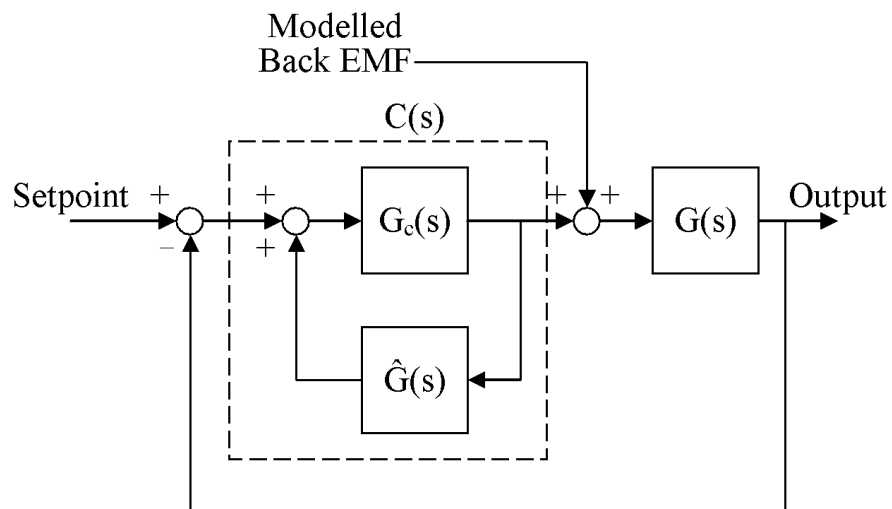 Modelled
Back EMF
C(s)
Setpoint
+
+
+
+
Output
−
+
G_c(s)
G(s)
Ĝ(s)